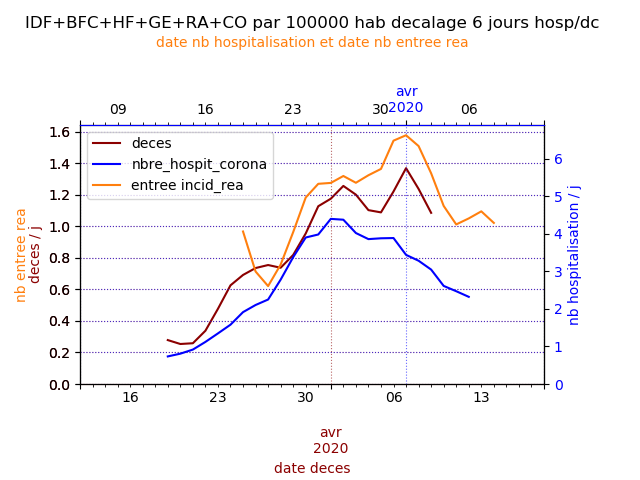 IDF+BFC+HF+GE+RA+CO par 100000 hab decalage 6 jours hosp/dc
date nb hospitalisation et date nb entree rea
avr
2020
09 16 23 30 06
deces
nbre_hospit_corona
entree incid_rea
nb entree rea
deces / j
1.6
1.4
1.2
1.0
0.8
0.6
0.4
0.2
0.0
nb hospitalisation / j
6
5
4
3
2
1
0
16 23 30 06 13
avr
2020
date deces